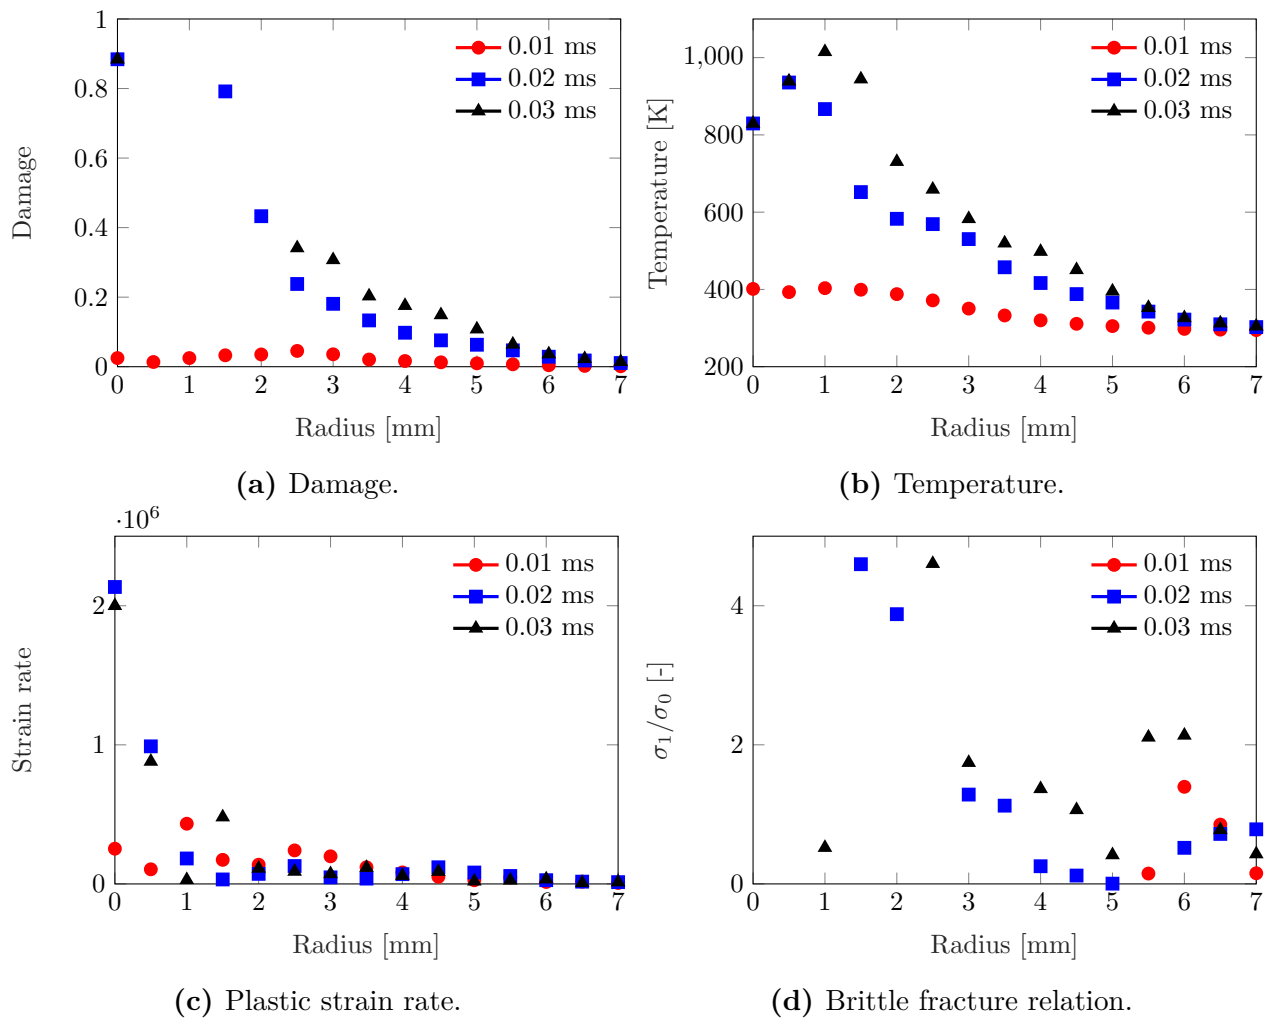 1
0.8
0.6
0.4
0.2
0
0 1 2 3 4 5 6 7
Damage
Radius [mm]
0.01 ms
0.02 ms
0.03 ms
(a) Damage.
1,000
800
600
400
200
0 1 2 3 4 5 6 7
Temperature [K]
Radius [mm]
0.01 ms
0.02 ms
0.03 ms
(b) Temperature.
·10⁶
2
1
0
0 1 2 3 4 5 6 7
Strain rate
Radius [mm]
0.01 ms
0.02 ms
0.03 ms
(c) Plastic strain rate.
4
2
0
0 1 2 3 4 5 6 7
σ₁/σ₀ [-]
Radius [mm]
0.01 ms
0.02 ms
0.03 ms
(d) Brittle fracture relation.